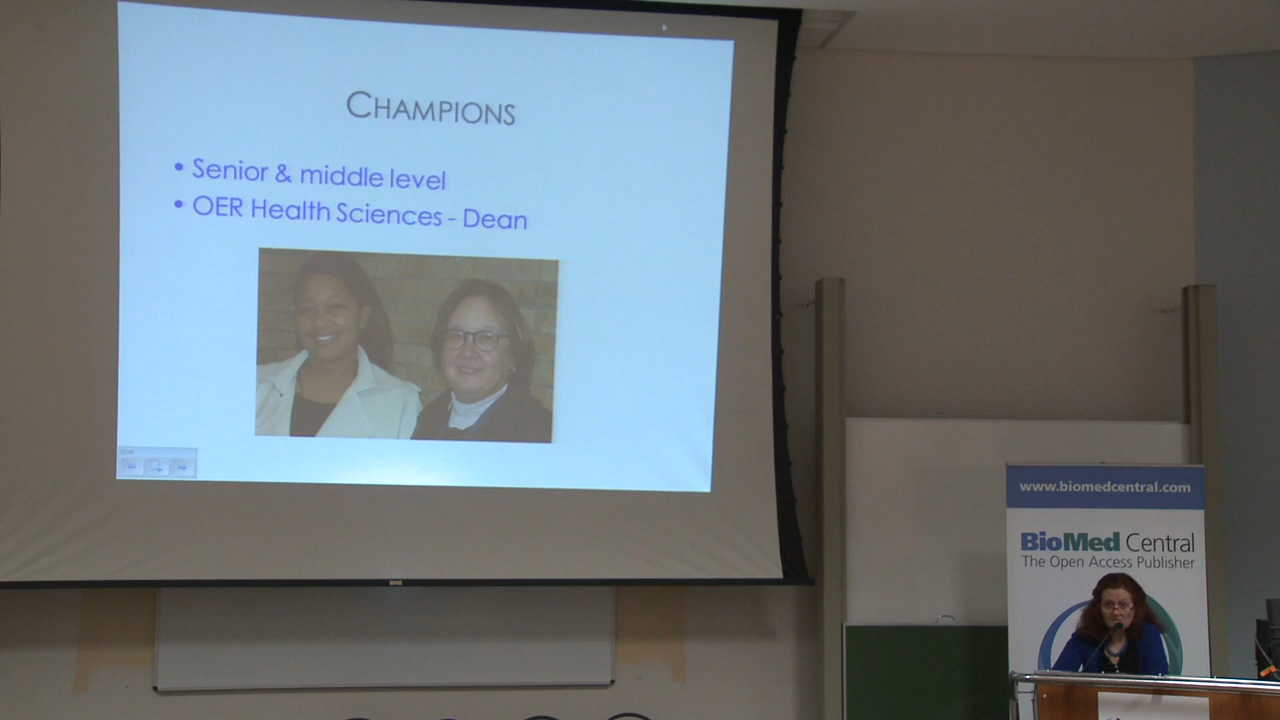 CHAMPIONS
• Senior & middle level
• OER Health Sciences - Dean
www.biomedcentral.com
BioMed Central
The Open Access Publisher